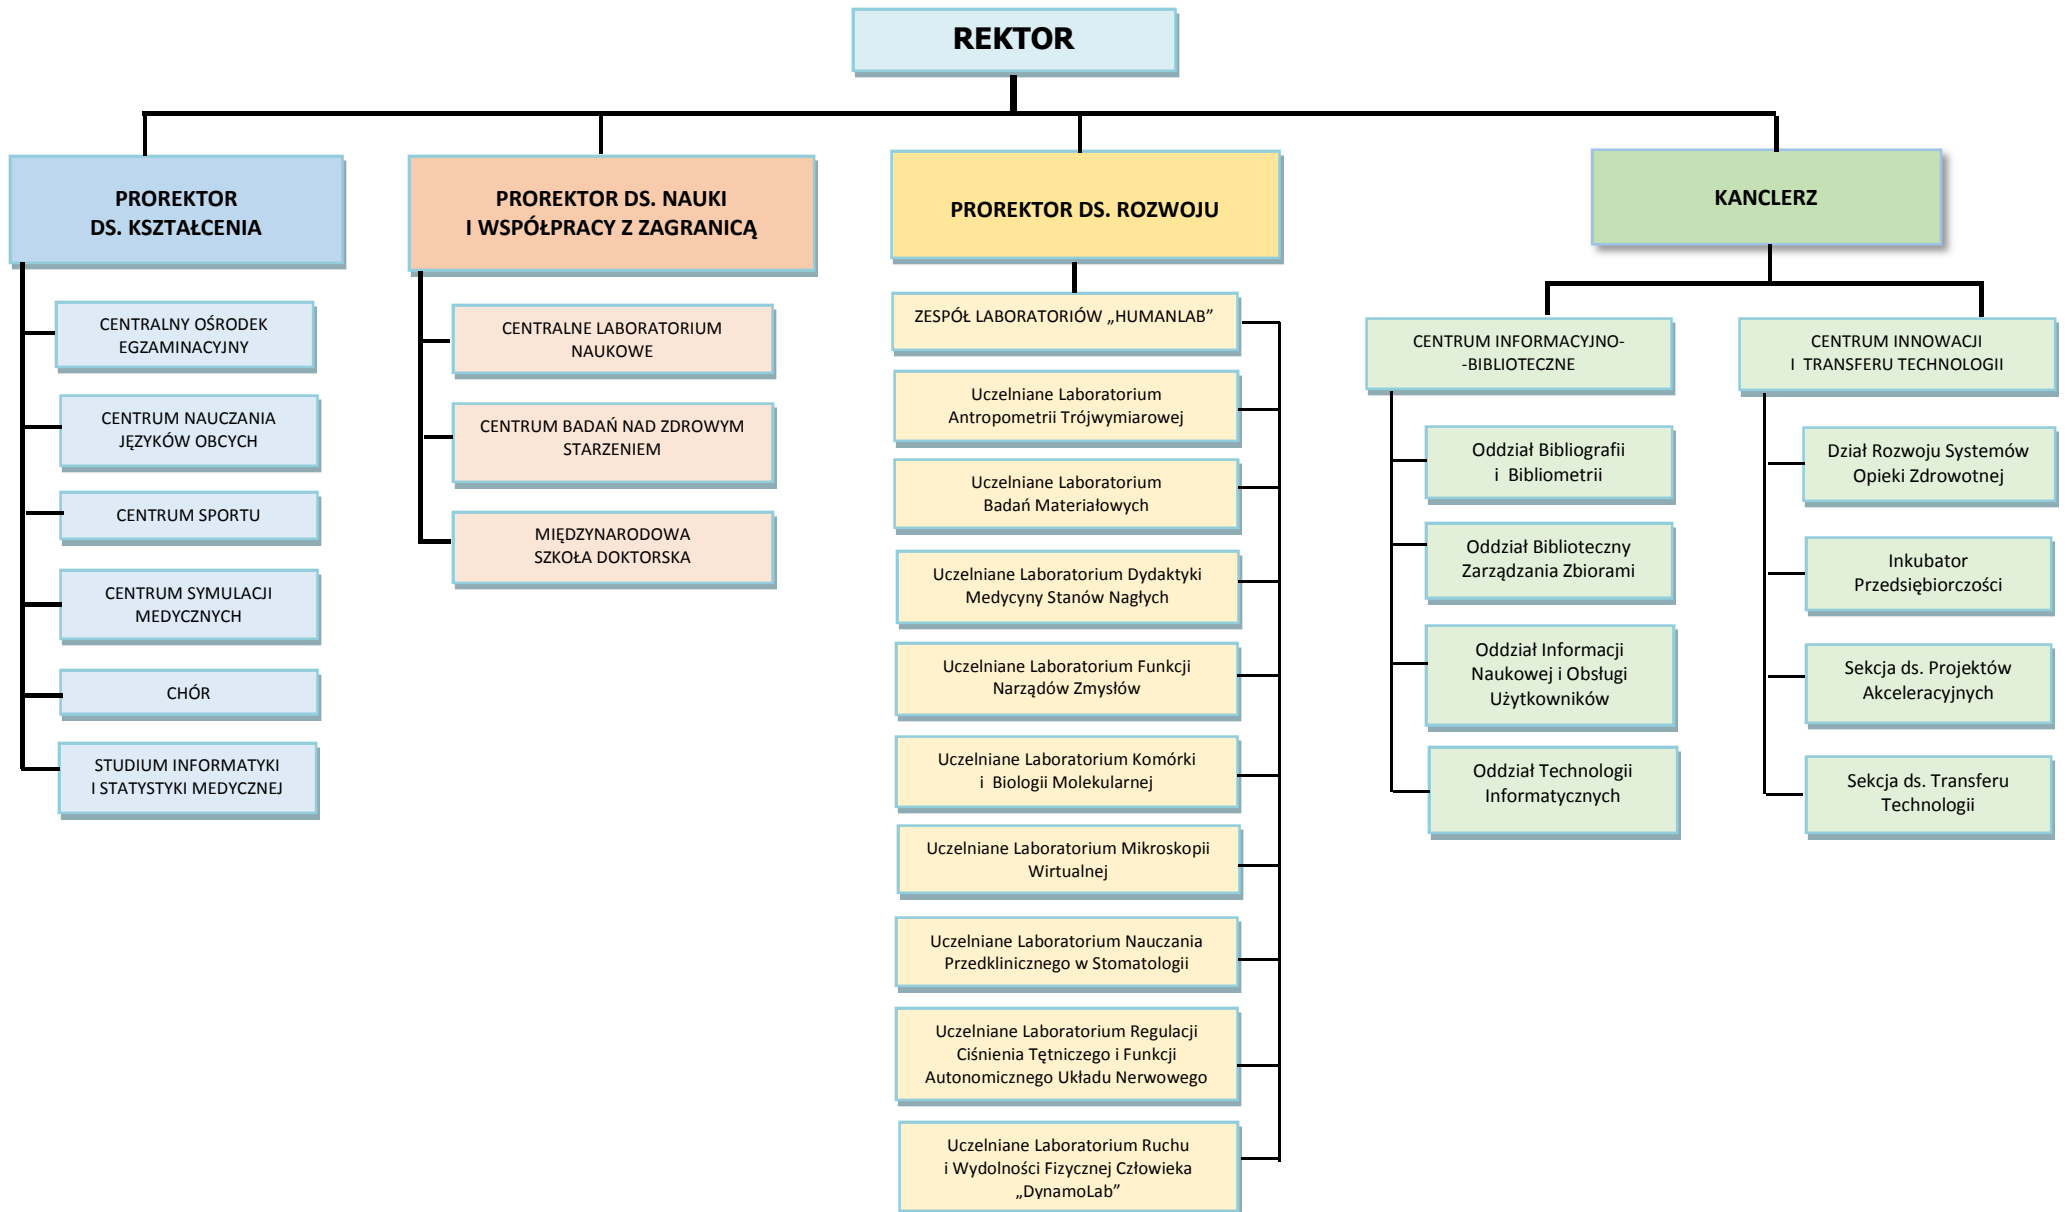 REKTOR
PROREKTOR
DS. KSZTAŁCENIA
CENTRALNY OŚRODEK
EGZAMINACYJNY
CENTRUM NAUCZANIA
JĘZYKÓW OBCYCH
CENTRUM SPORTU
CENTRUM SYMULACJI
MEDYCZNYCH
CHÓR
STUDIUM INFORMATYKI
I STATYSTYKI MEDYCZNEJ
PROREKTOR DS. NAUKI
I WSPÓŁPRACY Z ZAGRANICĄ
CENTRALNE LABORATORIUM
NAUKOWE
CENTRUM BADAŃ NAD ZDROWYM
STARZENIEM
MIĘDZYNARODOWA
SZKOŁA DOKTORSKA
PROREKTOR DS. ROZWOJU
ZESPÓŁ LABORATORIÓW „HUMANLAB”
Uczelniane Laboratorium
Antropometrii Trójwymiarowej
Uczelniane Laboratorium
Badań Materiałowych
Uczelniane Laboratorium Dydaktyki
Medycyny Stanów Nagłych
Uczelniane Laboratorium Funkcji
Narządów Zmysłów
Uczelniane Laboratorium Komórki
i Biologii Molekularnej
Uczelniane Laboratorium Mikroskopii
Wirtualnej
Uczelniane Laboratorium Nauczania
Przedklinicznego w Stomatologii
Uczelniane Laboratorium Regulacji
Ciśnienia Tętniczego i Funkcji
Autonomicznego Układu Nerwowego
Uczelniane Laboratorium Ruchu
i Wydolności Fizycznej Człowieka
„DynamoLab”
KANCLERZ
CENTRUM INFORMACYJNO-
-BIBLIOTECZNE
Oddział Bibliografii
i Bibliometrii
Oddział Biblioteczny
Zarządzania Zbiorami
Oddział Informacji
Naukowej i Obsługi
Użytkowników
Oddział Technologii
Informatycznych
CENTRUM INNOWACJI
I TRANSFERU TECHNOLOGII
Dział Rozwoju Systemów
Opieki Zdrowotnej
Inkubator
Przedsiębiorczości
Sekcja ds. Projektów
Akceleracyjnych
Sekcja ds. Transferu
Technologii